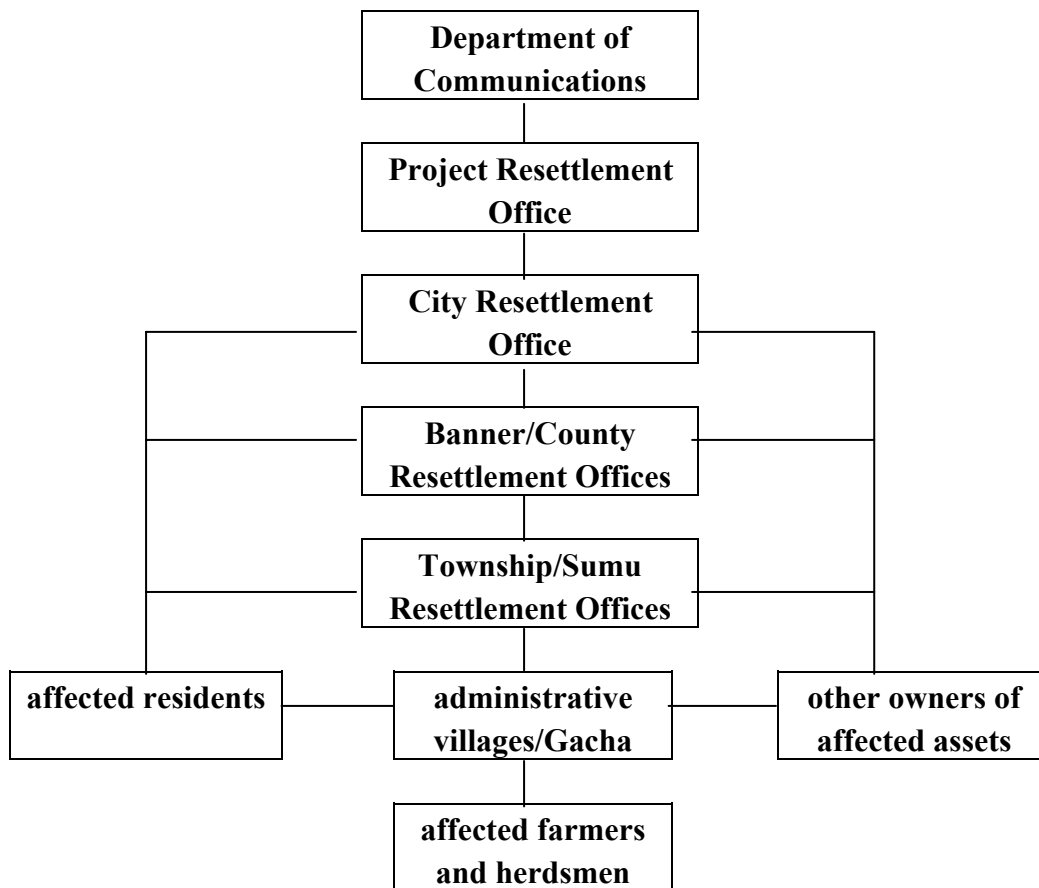 Department of
Communications
Project Resettlement
Office
City Resettlement
Office
Banner/County
Resettlement Offices
Township/Sumu
Resettlement Offices
affected residents
administrative
villages/Gacha
other owners of
affected assets
affected farmers
and herdsmen